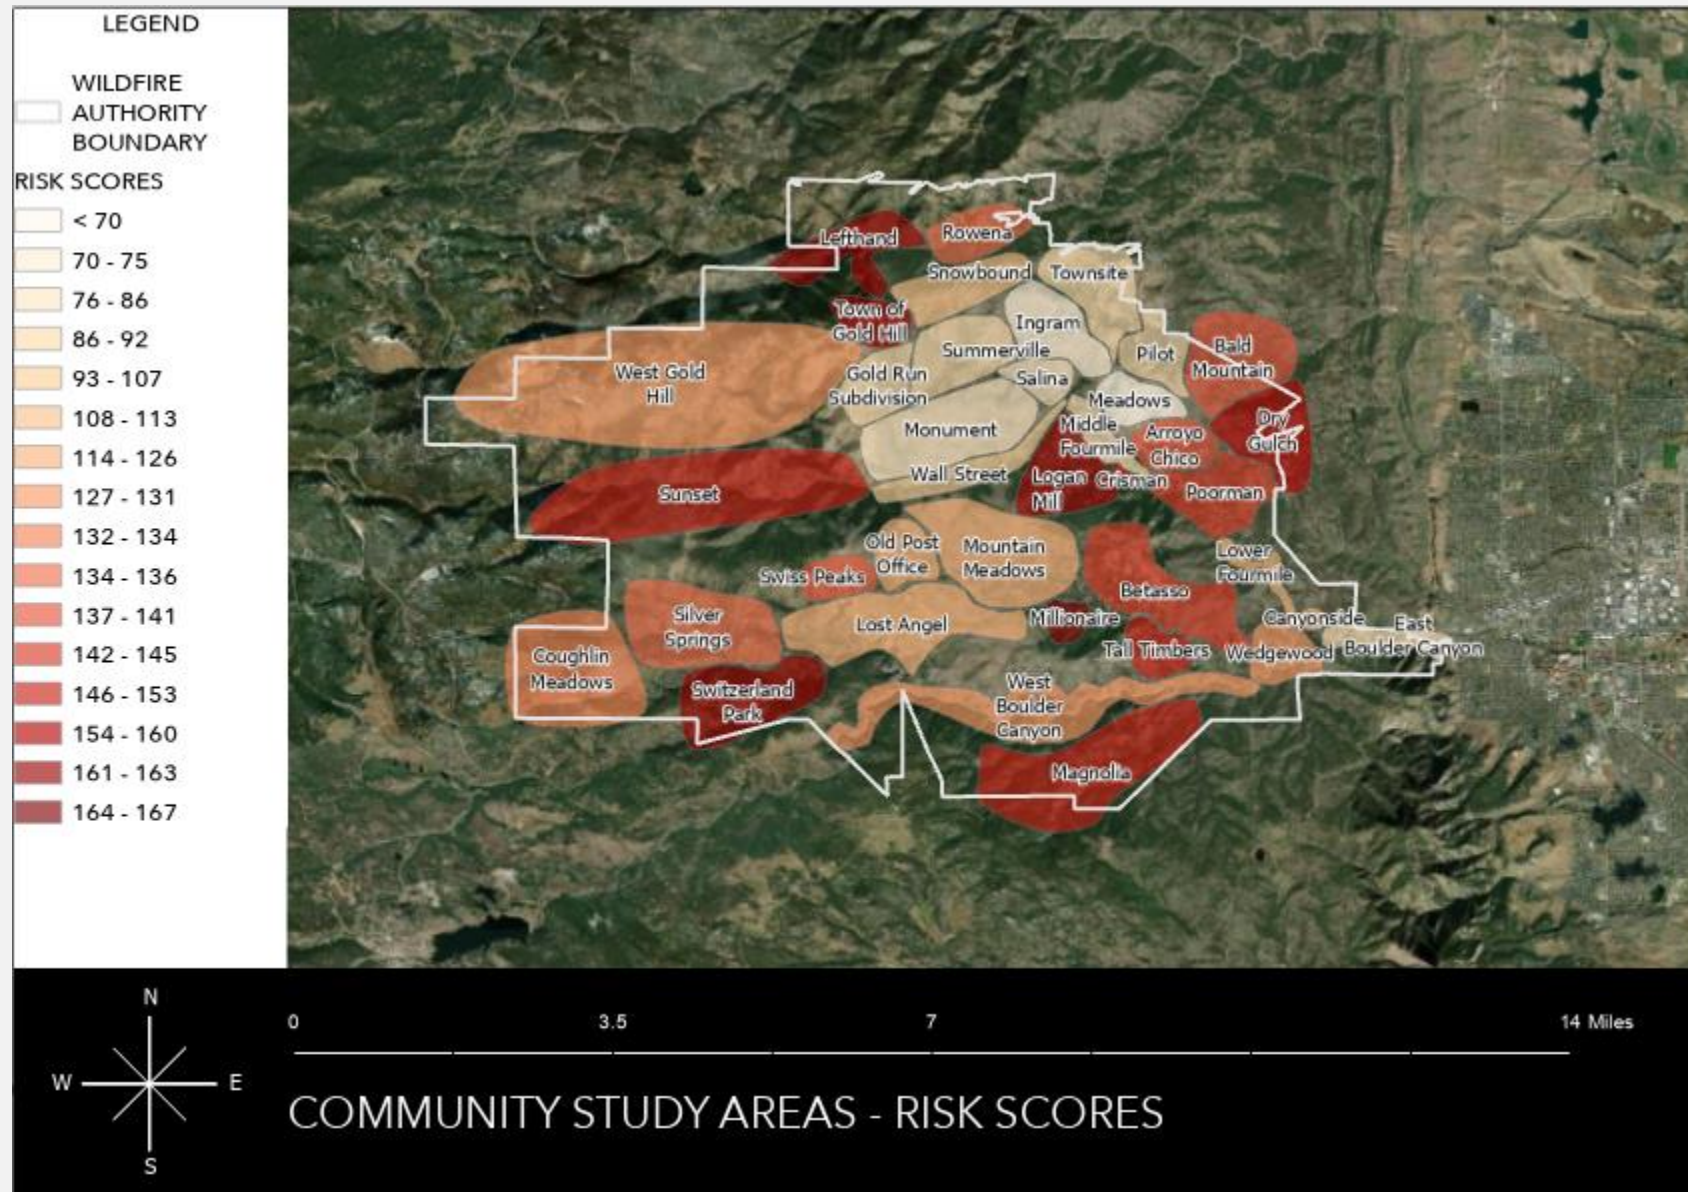 LEGEND
WILDFIRE
AUTHORITY
BOUNDARY
RISK SCORES
< 70
70 - 75
76 - 86
86 - 92
93 - 107
108 - 113
114 - 126
127 - 131
132 - 134
134 - 136
137 - 141
142 - 145
146 - 153
154 - 160
161 - 163
164 - 167
Lefthand
Rowena
Snowbound
Townsite
Town of
Gold Hill
Ingram
Summerville
Pilot
Bald
Mountain
West Gold
Hill
Gold Run
Subdivision
Salina
Meadows
Monument
Middle
Fourmile
Arroyo
Chico
Dry
Gulch
Wall Street
Logan
Mill
Crisman
Poorman
Sunset
Old Post
Office
Mountain
Meadows
Lower
Fourmile
Swiss Peaks
Betasso
Silver
Springs
Lost Angel
Millionaire
Canyonside
East
Boulder Canyon
Coughlin
Meadows
Tall Timbers
Wedgewood
Switzerland
Park
West
Boulder
Canyon
Magnolia
N
W
E
S
0
3.5
7
14 Miles
COMMUNITY STUDY AREAS - RISK SCORES